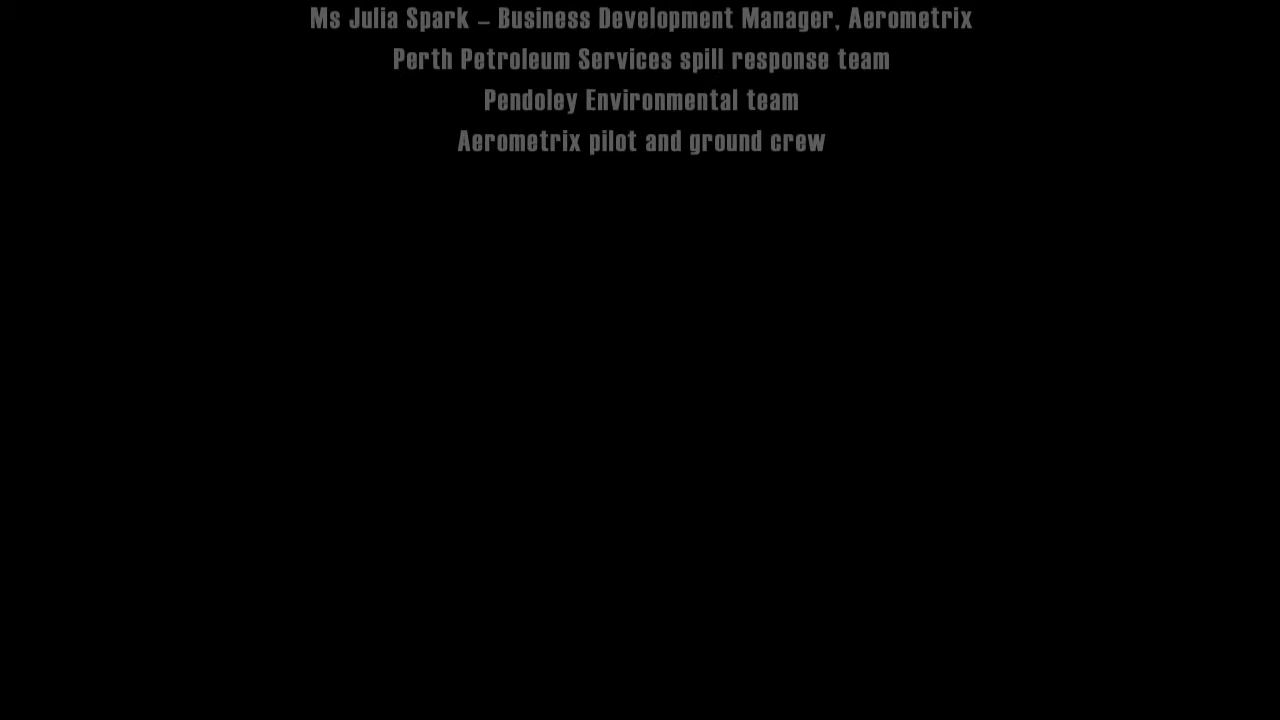 Ms Julia Spark – Business Development Manager, Aerometrix
Perth Petroleum Services spill response team
Pendoley Environmental team
Aerometrix pilot and ground crew